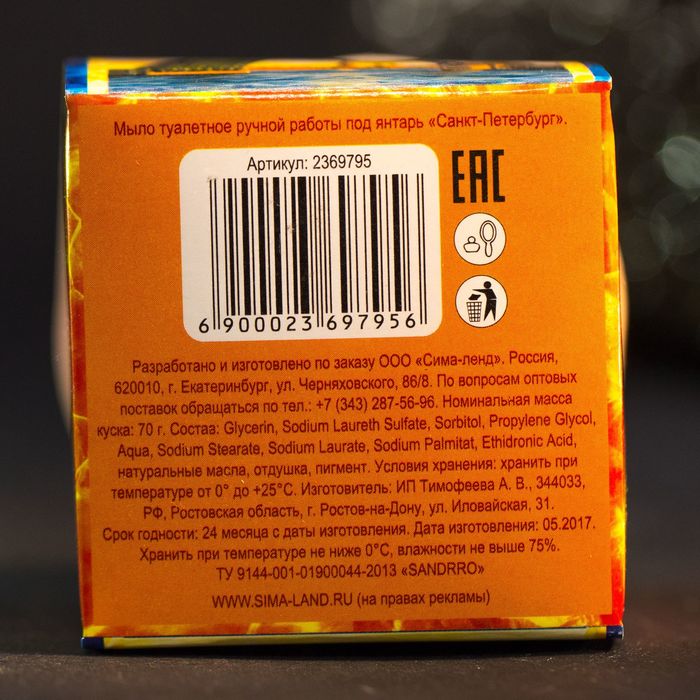 Мыло туалетное ручной работы под янтарь «Санкт-Петербург».
Артикул: 2369795
EAC
6 900023 697956
Разработано и изготовлено по заказу ООО «Сима-ленд». Россия,
620010, г. Екатеринбург, ул. Черняховского, 86/8. По вопросам оптовых
поставок обращаться по тел.: +7 (343) 287-56-96. Номинальная масса
куска: 70 г. Состаа: Glycerin, Sodium Laureth Sulfate, Sorbitol, Propylene Glycol,
Aqua, Sodium Stearate, Sodium Laurate, Sodium Palmitat, Ethidronic Acid,
натуральные масла, отдушка, пигмент. Условия хранения: хранить при
температуре от 0° до +25°C. Изготовитель: ИП Тимофеева А. В., 344033,
РФ, Ростовская область, г. Ростов-на-Дону, ул. Иловайская, 31.
Срок годности: 24 месяца с даты изготовления. Дата изготовления: 05.2017.
Хранить при температуре не ниже 0°C, влажности не выше 75%.
ТУ 9144-001-01900044-2013 «SANDRRO»
WWW.SIMA-LAND.RU (на правах рекламы)